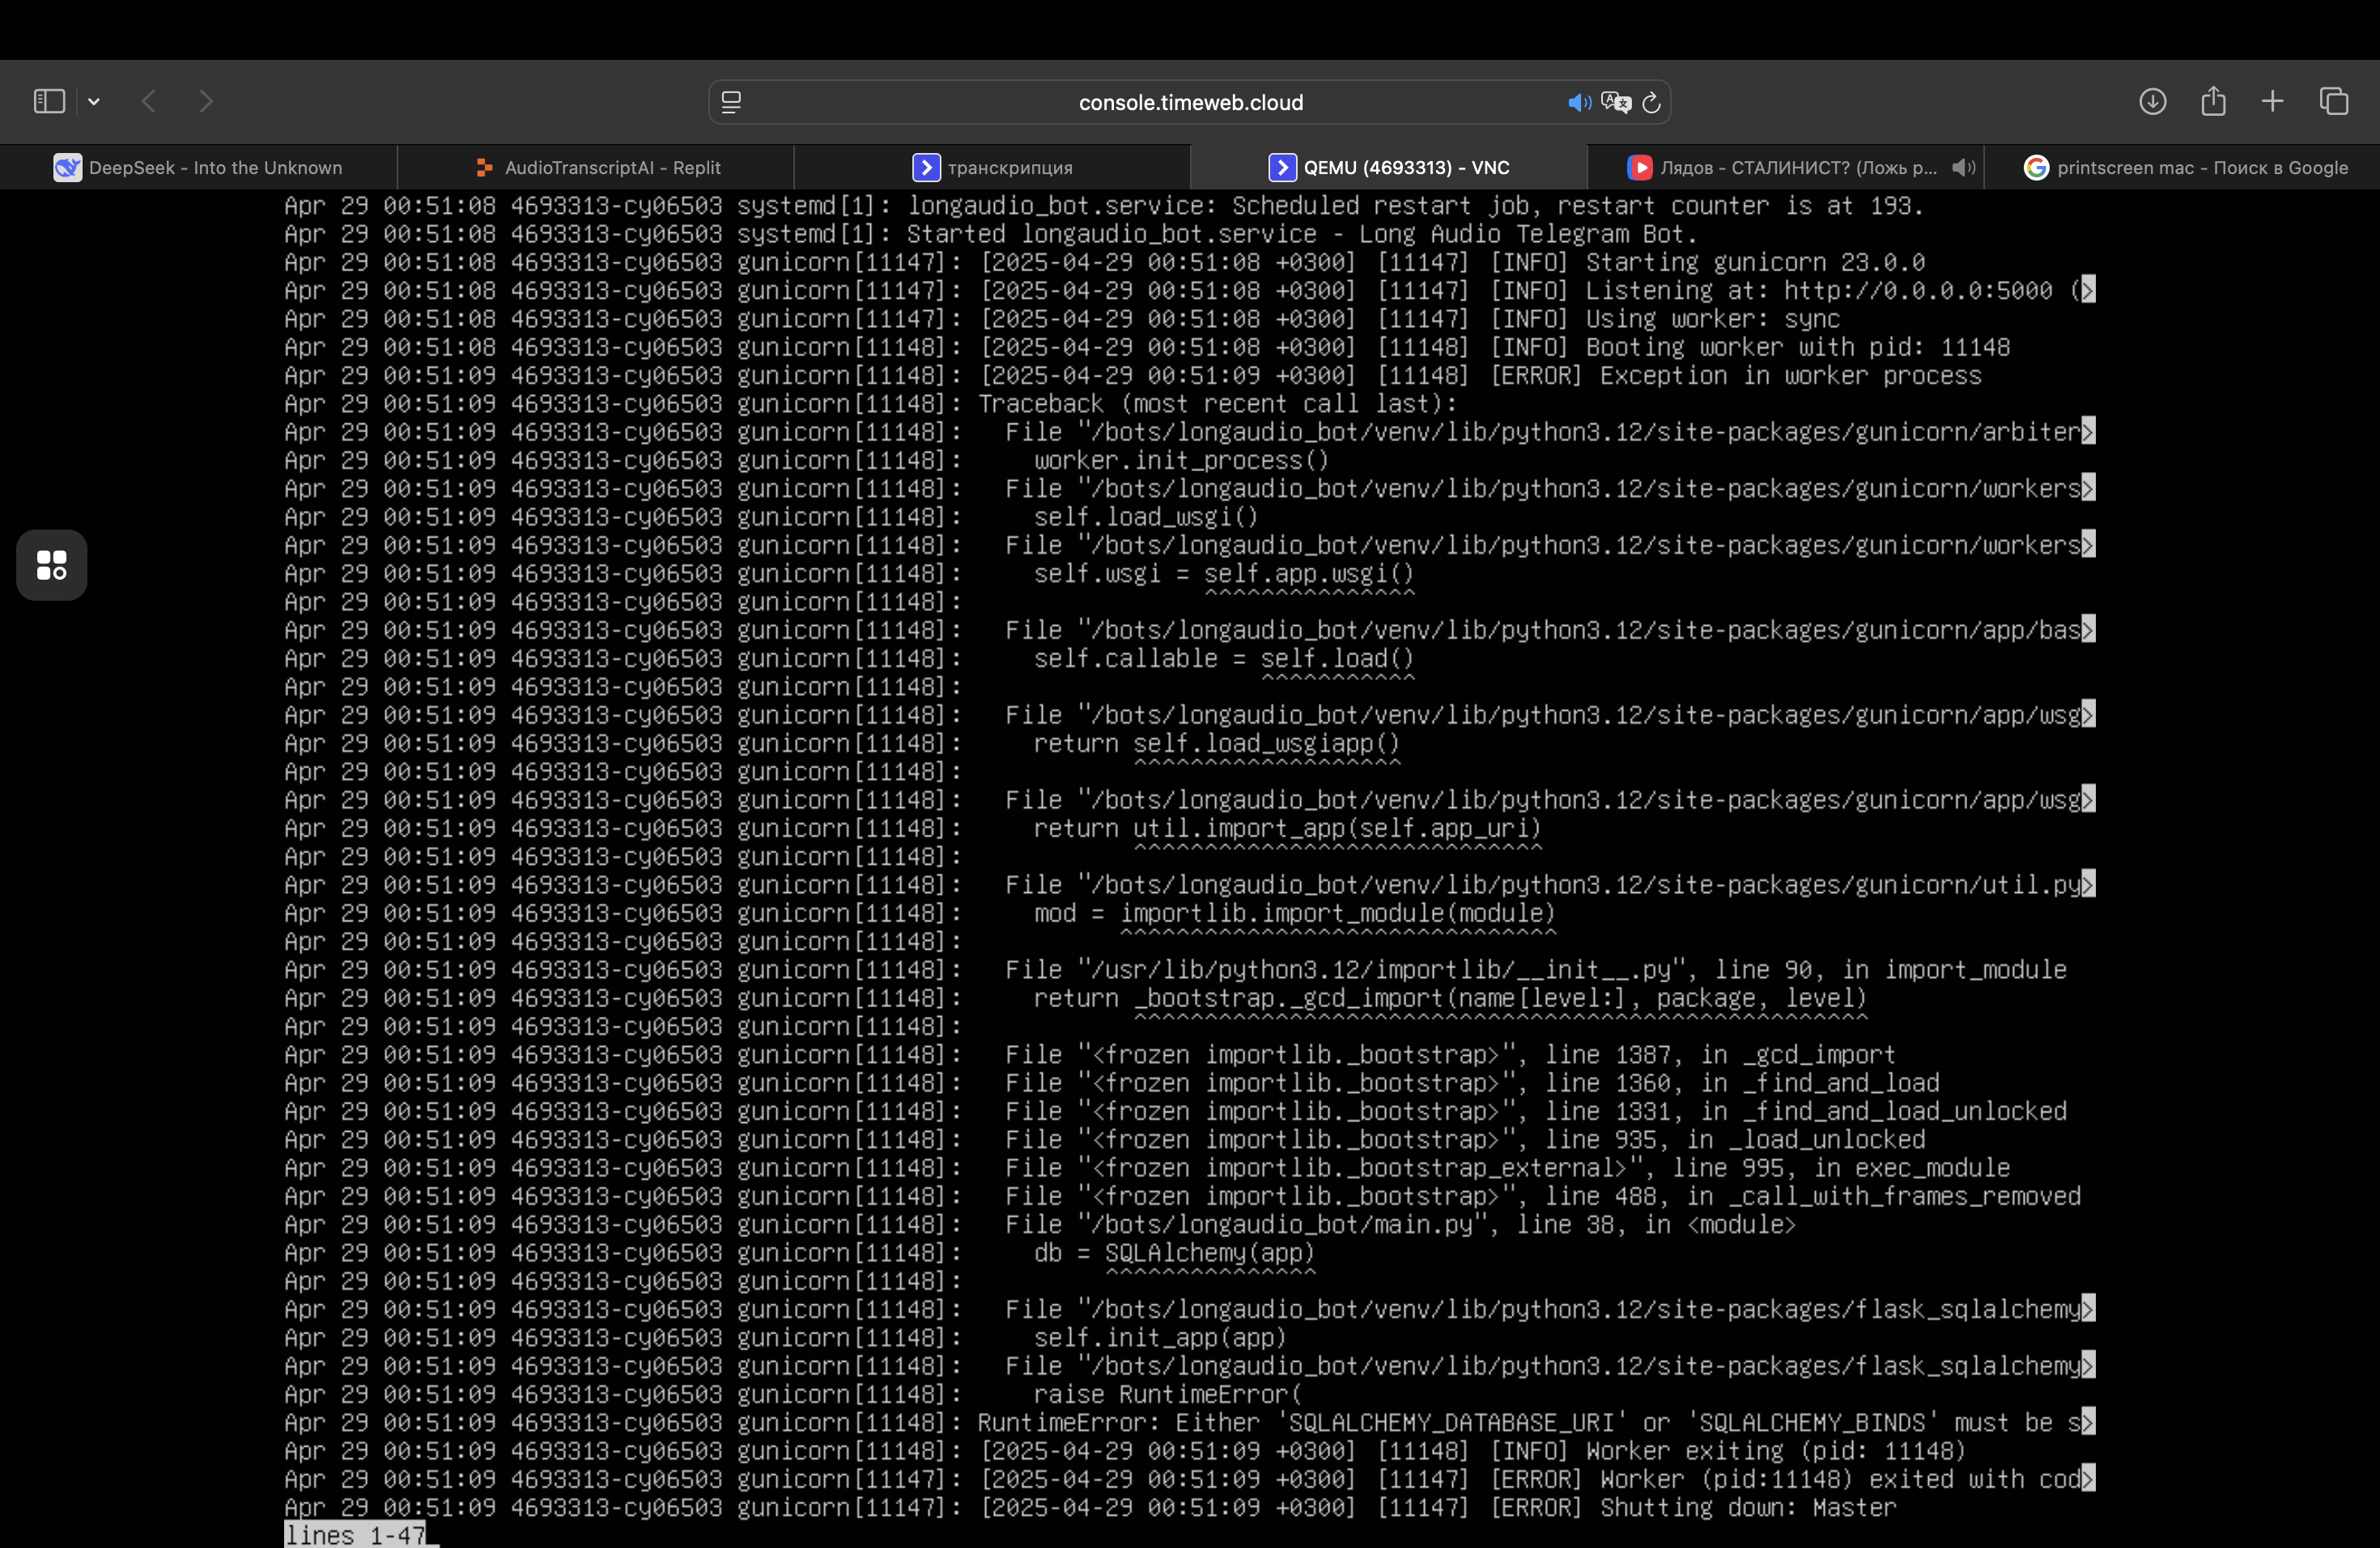 console.timeweb.cloud
DeepSeek - Into the Unknown
AudioTranscriptAI - Replit
транскрипция
QEMU (4693313) - VNC
Лядов - СТАЛИНИСТ? (Ложь р...
printscreen mac - Поиск в Google
Apr 29 00:51:08 4693313-cy06503 systemd[1]: longaudio_bot.service: Scheduled restart job, restart counter is at 193.
Apr 29 00:51:08 4693313-cy06503 systemd[1]: Started longaudio_bot.service - Long Audio Telegram Bot.
Apr 29 00:51:08 4693313-cy06503 gunicorn[11147]: [2025-04-29 00:51:08 +0300] [11147] [INFO] Starting gunicorn 23.0.0
Apr 29 00:51:08 4693313-cy06503 gunicorn[11147]: [2025-04-29 00:51:08 +0300] [11147] [INFO] Listening at: http://0.0.0.0:5000 (>
Apr 29 00:51:08 4693313-cy06503 gunicorn[11147]: [2025-04-29 00:51:08 +0300] [11147] [INFO] Using worker: sync
Apr 29 00:51:08 4693313-cy06503 gunicorn[11148]: [2025-04-29 00:51:08 +0300] [11148] [INFO] Booting worker with pid: 11148
Apr 29 00:51:09 4693313-cy06503 gunicorn[11148]: [2025-04-29 00:51:09 +0300] [11148] [ERROR] Exception in worker process
Apr 29 00:51:09 4693313-cy06503 gunicorn[11148]: Traceback (most recent call last):
Apr 29 00:51:09 4693313-cy06503 gunicorn[11148]:   File "/bots/longaudio_bot/venv/lib/python3.12/site-packages/gunicorn/arbiter>
Apr 29 00:51:09 4693313-cy06503 gunicorn[11148]:     worker.init_process()
Apr 29 00:51:09 4693313-cy06503 gunicorn[11148]:   File "/bots/longaudio_bot/venv/lib/python3.12/site-packages/gunicorn/workers>
Apr 29 00:51:09 4693313-cy06503 gunicorn[11148]:     self.load_wsgi()
Apr 29 00:51:09 4693313-cy06503 gunicorn[11148]:   File "/bots/longaudio_bot/venv/lib/python3.12/site-packages/gunicorn/workers>
Apr 29 00:51:09 4693313-cy06503 gunicorn[11148]:     self.wsgi = self.app.wsgi()
Apr 29 00:51:09 4693313-cy06503 gunicorn[11148]:                 ^^^^^^^^^^^^^^^
Apr 29 00:51:09 4693313-cy06503 gunicorn[11148]:   File "/bots/longaudio_bot/venv/lib/python3.12/site-packages/gunicorn/app/bas>
Apr 29 00:51:09 4693313-cy06503 gunicorn[11148]:     self.callable = self.load()
Apr 29 00:51:09 4693313-cy06503 gunicorn[11148]:                     ^^^^^^^^^^^
Apr 29 00:51:09 4693313-cy06503 gunicorn[11148]:   File "/bots/longaudio_bot/venv/lib/python3.12/site-packages/gunicorn/app/wsg>
Apr 29 00:51:09 4693313-cy06503 gunicorn[11148]:     return self.load_wsgiapp()
Apr 29 00:51:09 4693313-cy06503 gunicorn[11148]:            ^^^^^^^^^^^^^^^^^^^
Apr 29 00:51:09 4693313-cy06503 gunicorn[11148]:   File "/bots/longaudio_bot/venv/lib/python3.12/site-packages/gunicorn/app/wsg>
Apr 29 00:51:09 4693313-cy06503 gunicorn[11148]:     return util.import_app(self.app_uri)
Apr 29 00:51:09 4693313-cy06503 gunicorn[11148]:            ^^^^^^^^^^^^^^^^^^^^^^^^^^^^^
Apr 29 00:51:09 4693313-cy06503 gunicorn[11148]:   File "/bots/longaudio_bot/venv/lib/python3.12/site-packages/gunicorn/util.py>
Apr 29 00:51:09 4693313-cy06503 gunicorn[11148]:     mod = importlib.import_module(module)
Apr 29 00:51:09 4693313-cy06503 gunicorn[11148]:           ^^^^^^^^^^^^^^^^^^^^^^^^^^^^^^^
Apr 29 00:51:09 4693313-cy06503 gunicorn[11148]:   File "/usr/lib/python3.12/importlib/__init__.py", line 90, in import_module
Apr 29 00:51:09 4693313-cy06503 gunicorn[11148]:     return _bootstrap._gcd_import(name[level:], package, level)
Apr 29 00:51:09 4693313-cy06503 gunicorn[11148]:            ^^^^^^^^^^^^^^^^^^^^^^^^^^^^^^^^^^^^^^^^^^^^^^^^^^^^
Apr 29 00:51:09 4693313-cy06503 gunicorn[11148]:   File "<frozen importlib._bootstrap>", line 1387, in _gcd_import
Apr 29 00:51:09 4693313-cy06503 gunicorn[11148]:   File "<frozen importlib._bootstrap>", line 1360, in _find_and_load
Apr 29 00:51:09 4693313-cy06503 gunicorn[11148]:   File "<frozen importlib._bootstrap>", line 1331, in _find_and_load_unlocked
Apr 29 00:51:09 4693313-cy06503 gunicorn[11148]:   File "<frozen importlib._bootstrap>", line 935, in _load_unlocked
Apr 29 00:51:09 4693313-cy06503 gunicorn[11148]:   File "<frozen importlib._bootstrap_external>", line 995, in exec_module
Apr 29 00:51:09 4693313-cy06503 gunicorn[11148]:   File "<frozen importlib._bootstrap>", line 488, in _call_with_frames_removed
Apr 29 00:51:09 4693313-cy06503 gunicorn[11148]:   File "/bots/longaudio_bot/main.py", line 38, in <module>
Apr 29 00:51:09 4693313-cy06503 gunicorn[11148]:     db = SQLAlchemy(app)
Apr 29 00:51:09 4693313-cy06503 gunicorn[11148]:          ^^^^^^^^^^^^^^^
Apr 29 00:51:09 4693313-cy06503 gunicorn[11148]:   File "/bots/longaudio_bot/venv/lib/python3.12/site-packages/flask_sqlalchemy>
Apr 29 00:51:09 4693313-cy06503 gunicorn[11148]:     self.init_app(app)
Apr 29 00:51:09 4693313-cy06503 gunicorn[11148]:   File "/bots/longaudio_bot/venv/lib/python3.12/site-packages/flask_sqlalchemy>
Apr 29 00:51:09 4693313-cy06503 gunicorn[11148]:     raise RuntimeError(
Apr 29 00:51:09 4693313-cy06503 gunicorn[11148]: RuntimeError: Either 'SQLALCHEMY_DATABASE_URI' or 'SQLALCHEMY_BINDS' must be s>
Apr 29 00:51:09 4693313-cy06503 gunicorn[11148]: [2025-04-29 00:51:09 +0300] [11148] [INFO] Worker exiting (pid: 11148)
Apr 29 00:51:09 4693313-cy06503 gunicorn[11147]: [2025-04-29 00:51:09 +0300] [11147] [ERROR] Worker (pid:11148) exited with cod>
Apr 29 00:51:09 4693313-cy06503 gunicorn[11147]: [2025-04-29 00:51:09 +0300] [11147] [ERROR] Shutting down: Master
lines 1-47